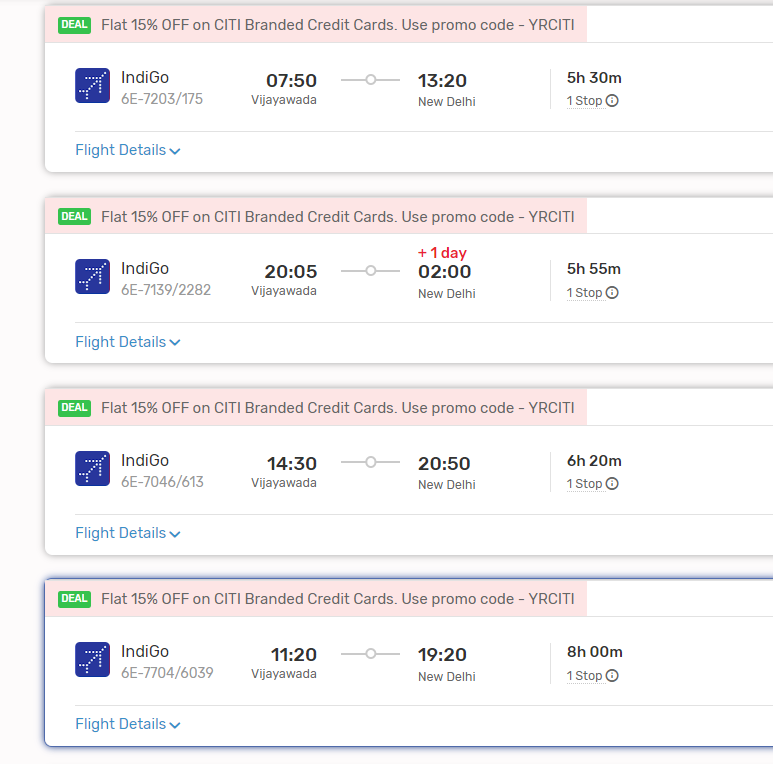 DEAL Flat 15% OFF on CITI Branded Credit Cards. Use promo code - YRCITI
IndiGo 07:50 13:20 5h 30m
6E-7203/175 Vijayawada New Delhi 1 Stop
Flight Details
DEAL Flat 15% OFF on CITI Branded Credit Cards. Use promo code - YRCITI
+ 1 day
IndiGo 20:05 02:00 5h 55m
6E-7139/2282 Vijayawada New Delhi 1 Stop
Flight Details
DEAL Flat 15% OFF on CITI Branded Credit Cards. Use promo code - YRCITI
IndiGo 14:30 20:50 6h 20m
6E-7046/613 Vijayawada New Delhi 1 Stop
Flight Details
DEAL Flat 15% OFF on CITI Branded Credit Cards. Use promo code - YRCITI
IndiGo 11:20 19:20 8h 00m
6E-7704/6039 Vijayawada New Delhi 1 Stop
Flight Details